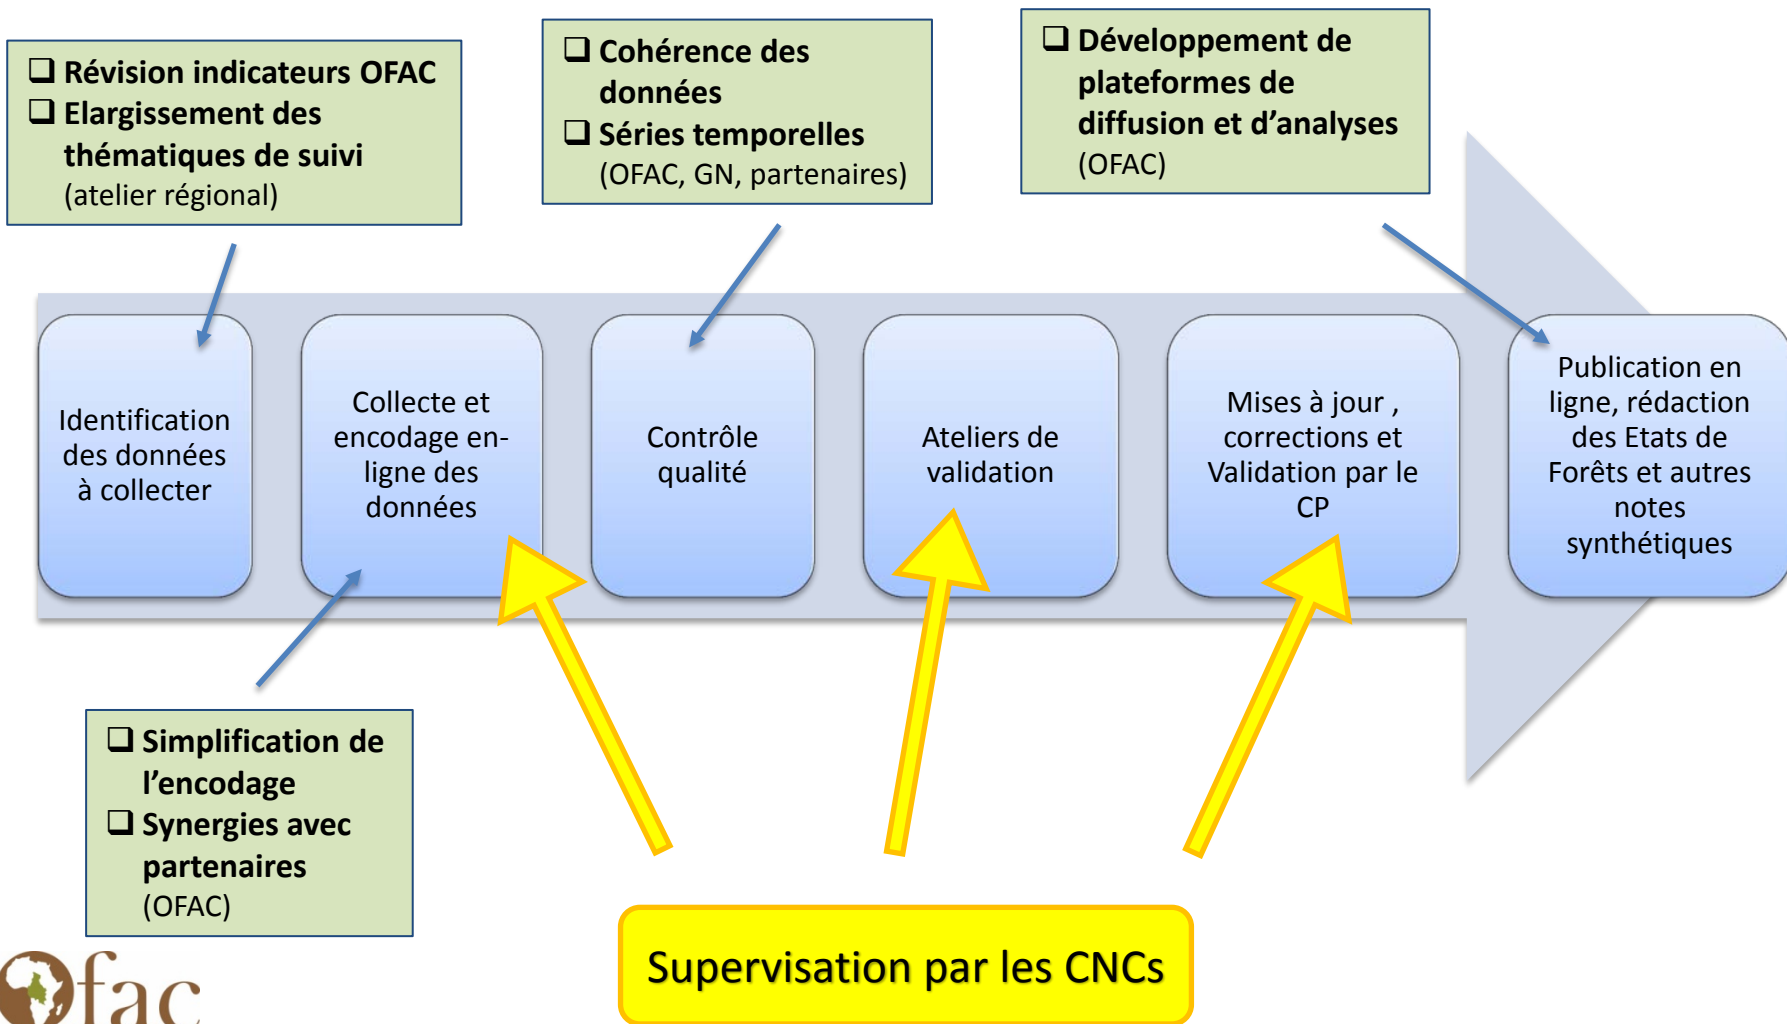 ❑ Révision indicateurs OFAC
❑ Elargissement des
thématiques de suivi
(atelier régional)
❑ Cohérence des
données
❑ Séries temporelles
(OFAC, GN, partenaires)
❑ Développement de
plateformes de
diffusion et d’analyses
(OFAC)
Identification
des données
à collecter
Collecte et
encodage en-
ligne des
données
Contrôle
qualité
Ateliers de
validation
Mises à jour ,
corrections et
Validation par le
CP
Publication en
ligne, rédaction
des Etats de
Forêts et autres
notes
synthétiques
❑ Simplification de
l’encodage
❑ Synergies avec
partenaires
(OFAC)
Supervisation par les CNCs
Ofac